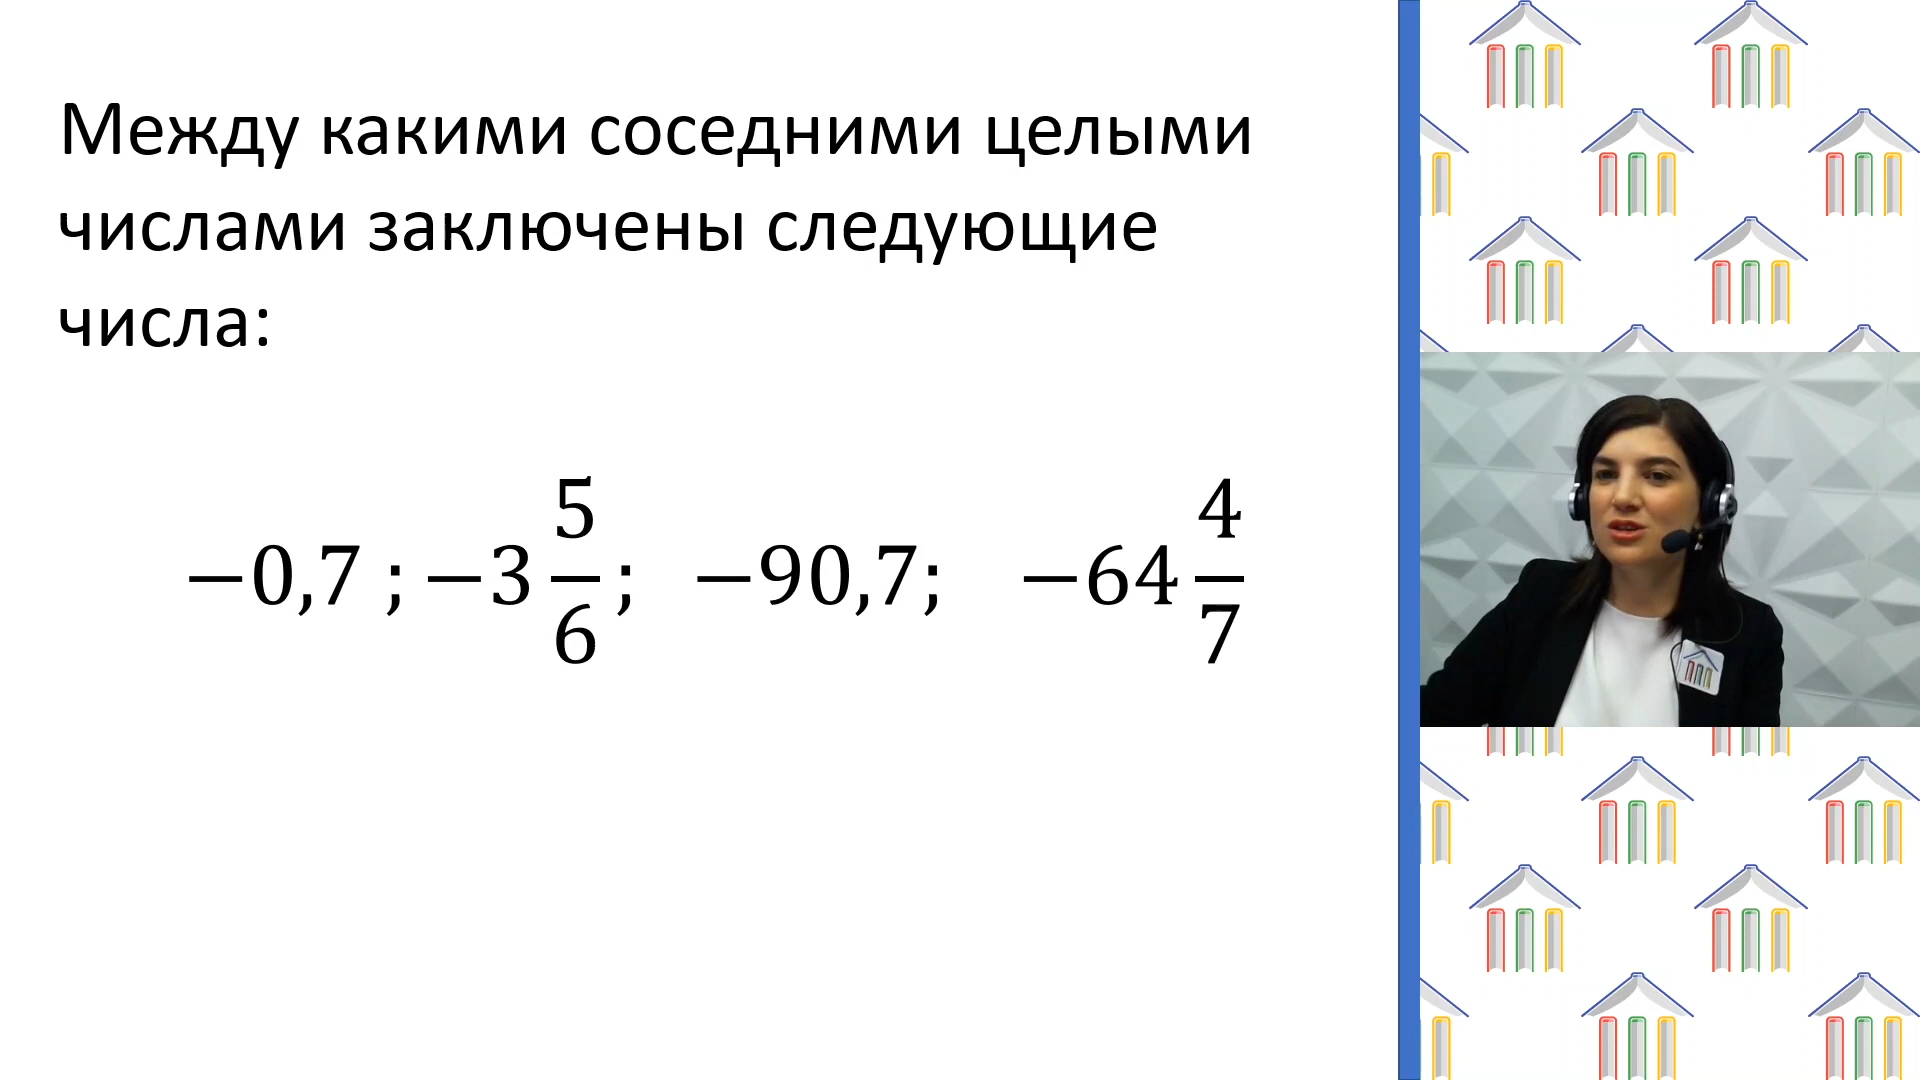 Между какими соседними целыми
числами заключены следующие
числа:
−0,7 ; −3 5/6 ; −90,7; −64 4/7